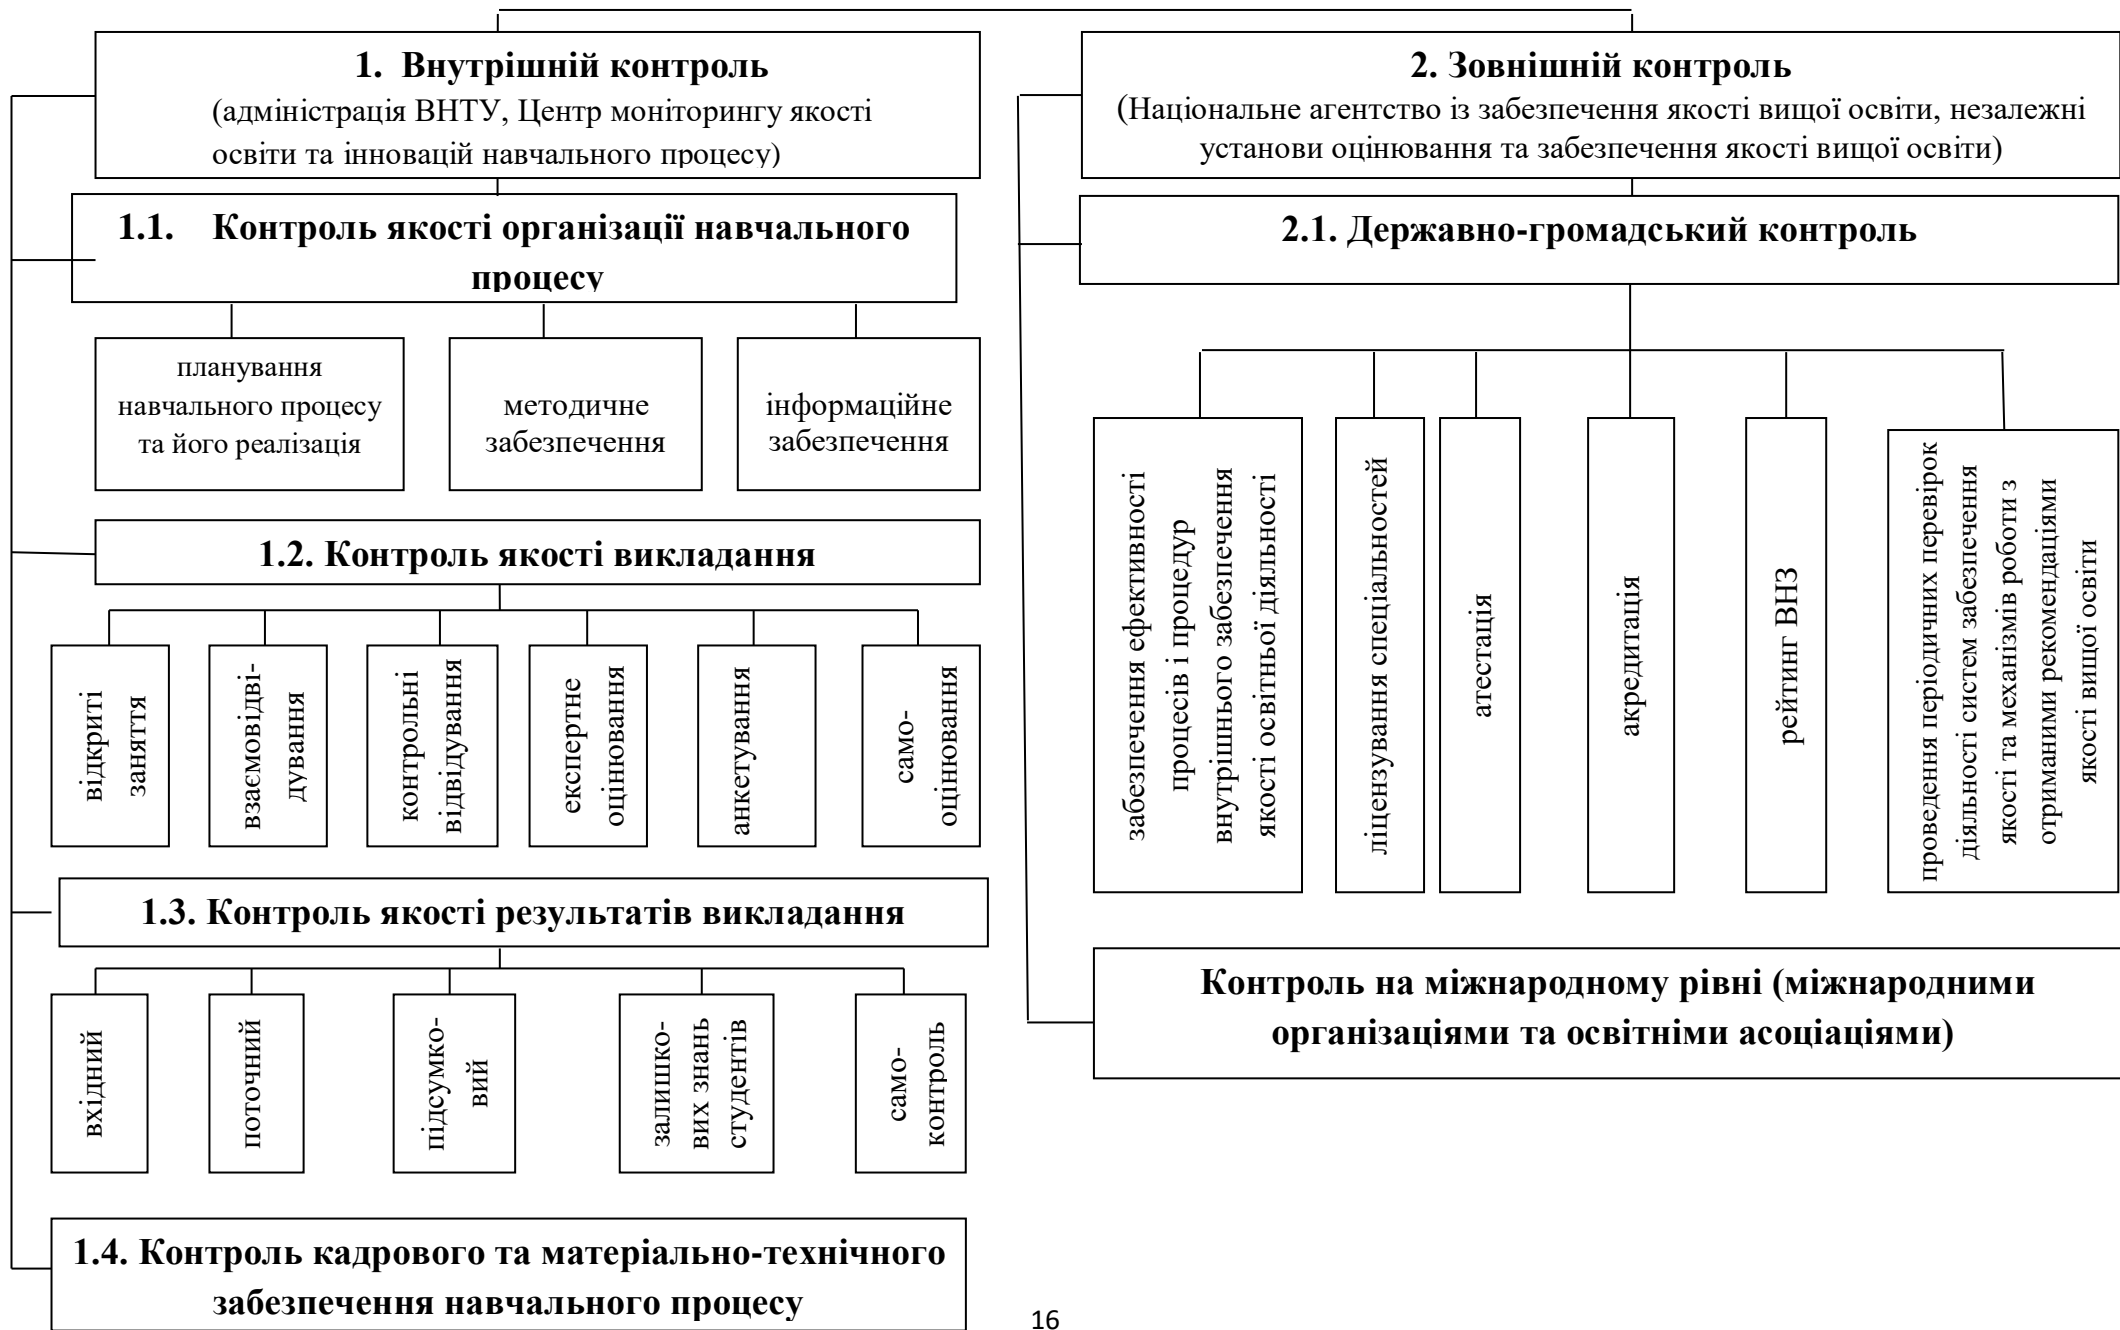 1. Внутрішній контроль
(адміністрація ВНТУ, Центр моніторингу якості
освіти та інновацій навчального процесу)
1.1. Контроль якості організації навчального
процесу
планування
навчального процесу
та його реалізація
методичне
забезпечення
інформаційне
забезпечення
1.2. Контроль якості викладання
відкриті
заняття
взаємовідві-
дування
контрольні
відвідування
експертне
оцінювання
анкетування
само-
оцінювання
1.3. Контроль якості результатів викладання
вхідний
поточний
підсумко-
вий
залишко-
вих знань
студентів
само-
контроль
1.4. Контроль кадрового та матеріально-технічного
забезпечення навчального процесу
2. Зовнішній контроль
(Національне агентство із забезпечення якості вищої освіти, незалежні
установи оцінювання та забезпечення якості вищої освіти)
2.1. Державно-громадський контроль
забезпечення ефективності
процесів і процедур
внутрішнього забезпечення
якості освітньої діяльності
ліцензування спеціальностей
атестація
акредитація
рейтинг ВНЗ
проведення періодичних перевірок
діяльності систем забезпечення
якості та механізмів роботи з
отриманими рекомендаціями
якості вищої освіти
Контроль на міжнародному рівні (міжнародними
організаціями та освітніми асоціаціями)
16